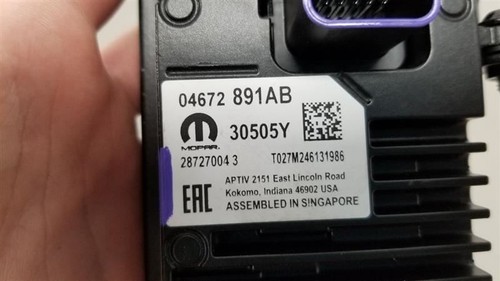 04672 891AB
MOPAR
30505Y
28727004 3 T027M246131986
EAC
APTIV 2151 East Lincoln Road
Kokomo, Indiana 46902 USA
ASSEMBLED IN SINGAPORE